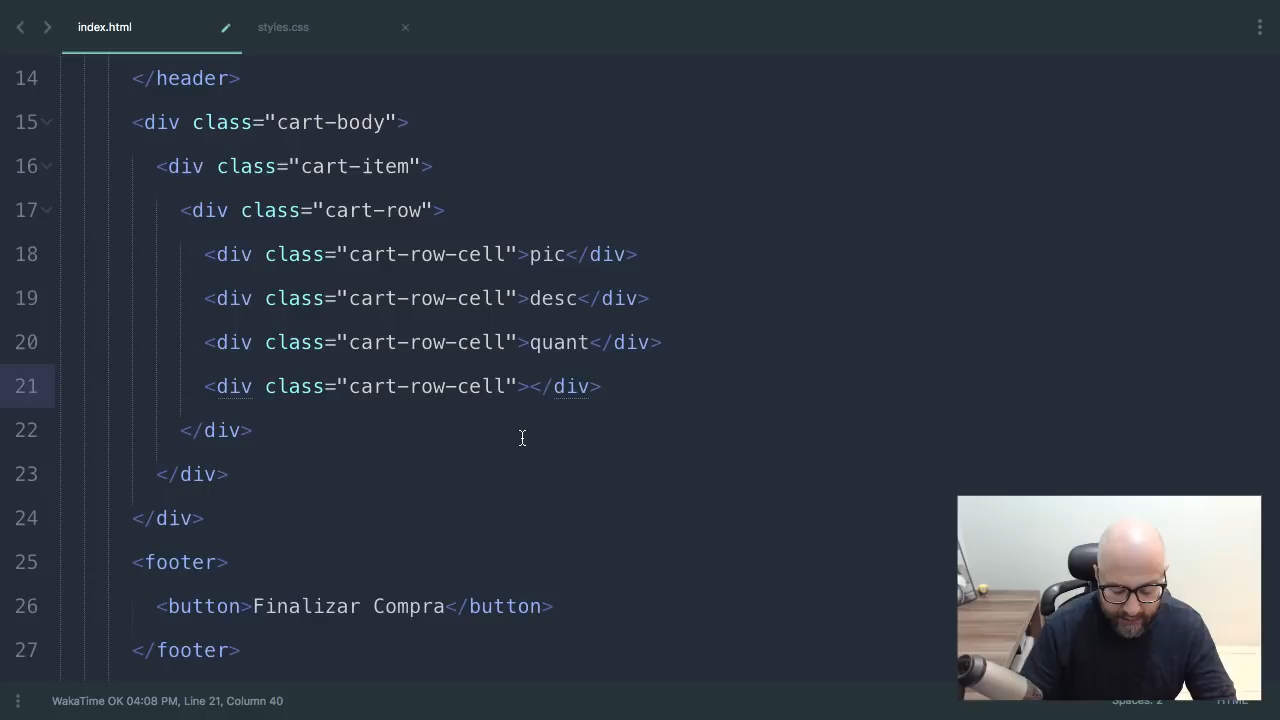 index.html
styles.css
14 </header>
15 <div class="cart-body">
16 <div class="cart-item">
17 <div class="cart-row">
18 <div class="cart-row-cell">pic</div>
19 <div class="cart-row-cell">desc</div>
20 <div class="cart-row-cell">quant</div>
21 <div class="cart-row-cell"></div>
22 </div>
23 </div>
24 </div>
25 <footer>
26 <button>Finalizar Compra</button>
27 </footer>
WakaTime OK 04:08 PM, Line 21, Column 40
Spaces: 2
HTML